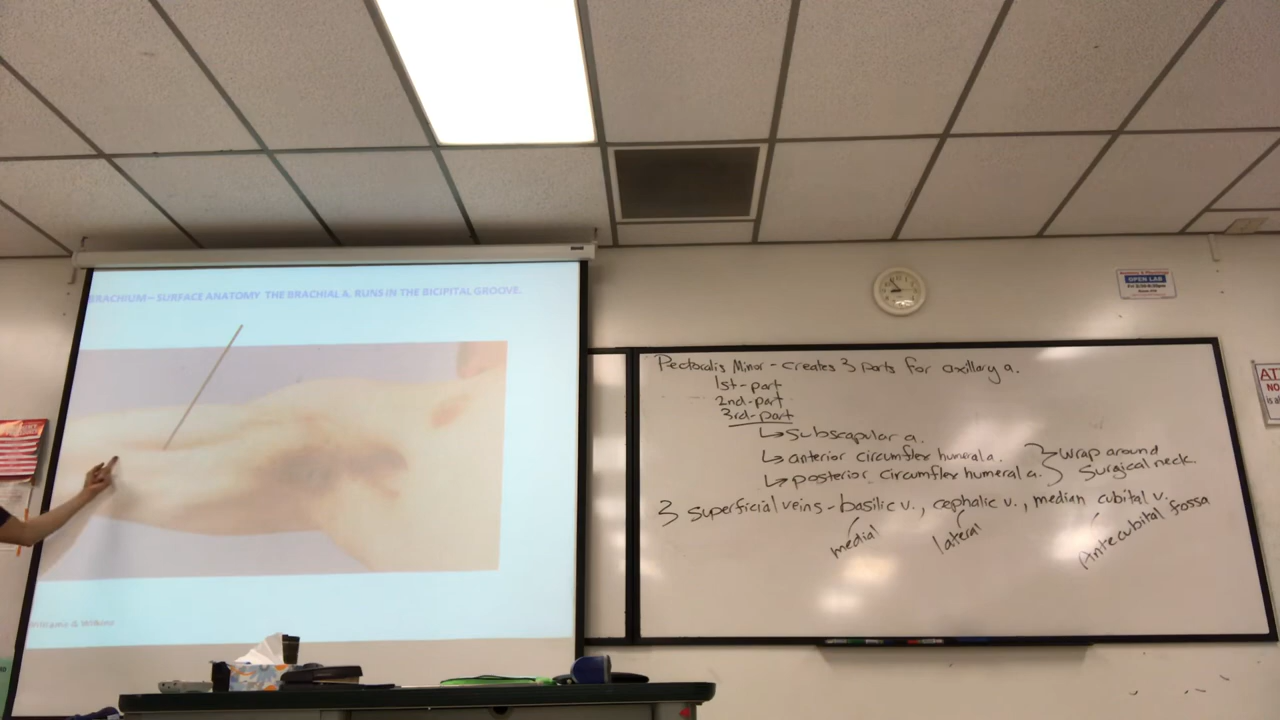 BRACHIUM– SURFACE ANATOMY THE BRACHIAL A. RUNS IN THE BICIPITAL GROOVE.
Pectoralis Minor - creates 3 parts for axillary a.
1st-part
2nd-part
3rd-part
↳ subscapular a.
↳ anterior circumflex humeral a.
↳ posterior circumflex humeral a.
} wrap around
surgical neck.
3 superficial veins - basilic v., cephalic v., median cubital v.
medial
lateral
Antecubital fossa
OPEN LAB